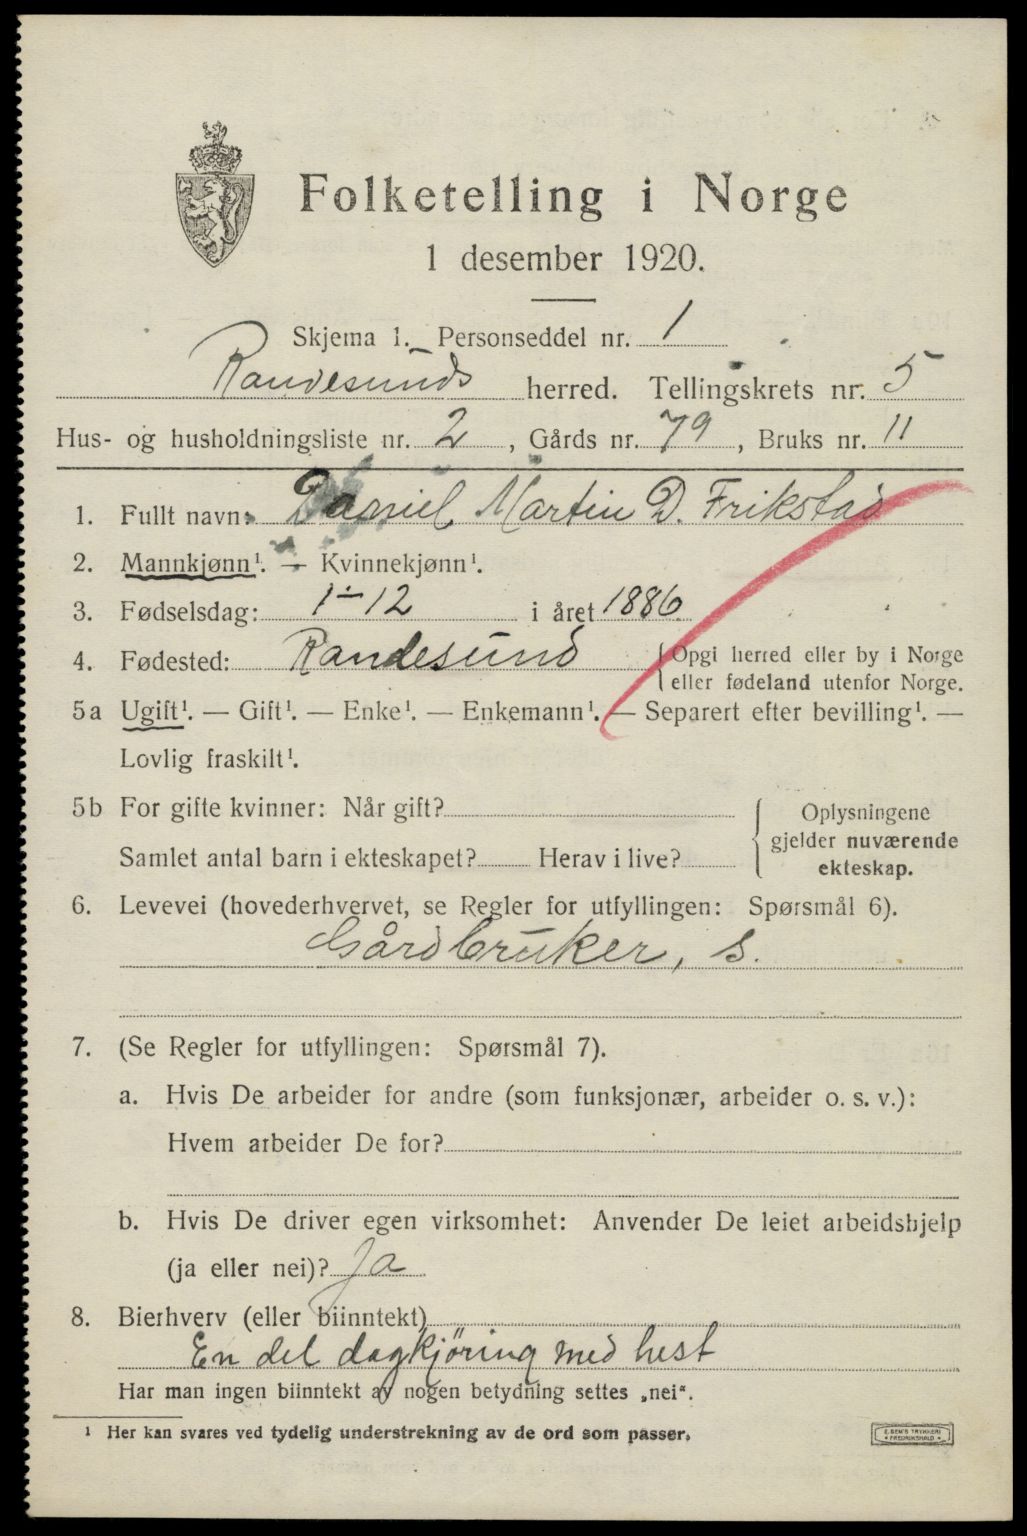 Folketelling i Norge
1 desember 1920.
Skjema 1. Personseddel nr. 1
Randesunds herred. Tellingskrets nr. 5
Hus- og husholdningsliste nr. 2, Gårds nr. 79, Bruks nr. 11
1. Fullt navn: Daniel Martin D. Frikstad
2. Mannkjønn¹. — Kvinnekjønn¹.
3. Fødselsdag: 1-12 i året 1886.
4. Fødested: Randesund {Opgi herred eller by i Norge
eller fødeland utenfor Norge.
5a Ugift¹. — Gift¹. — Enke¹. — Enkemann¹. — Separert efter bevilling¹. —
Lovlig fraskilt¹.
5b For gifte kvinner: Når gift?
Samlet antal barn i ekteskapet? Herav i live?
Oplysningene
gjelder nuværende
ekteskap.
6. Levevei (hovederhvervet, se Regler for utfyllingen: Spørsmål 6).
Gårdbruker, s.
7. (Se Regler for utfyllingen: Spørsmål 7).
a. Hvis De arbeider for andre (som funksjonær, arbeider o. s. v.):
Hvem arbeider De for?
b. Hvis De driver egen virksomhet: Anvender De leiet arbeidshjelp
(ja eller nei)? Ja
8. Bierhverv (eller biinntekt)
En del dagkjöring med hest
Har man ingen biinntekt av nogen betydning settes „nei“.
¹ Her kan svares ved tydelig understrekning av de ord som passer.
E. SEM'S TRYKKERI
• FREDRIKSHALD •